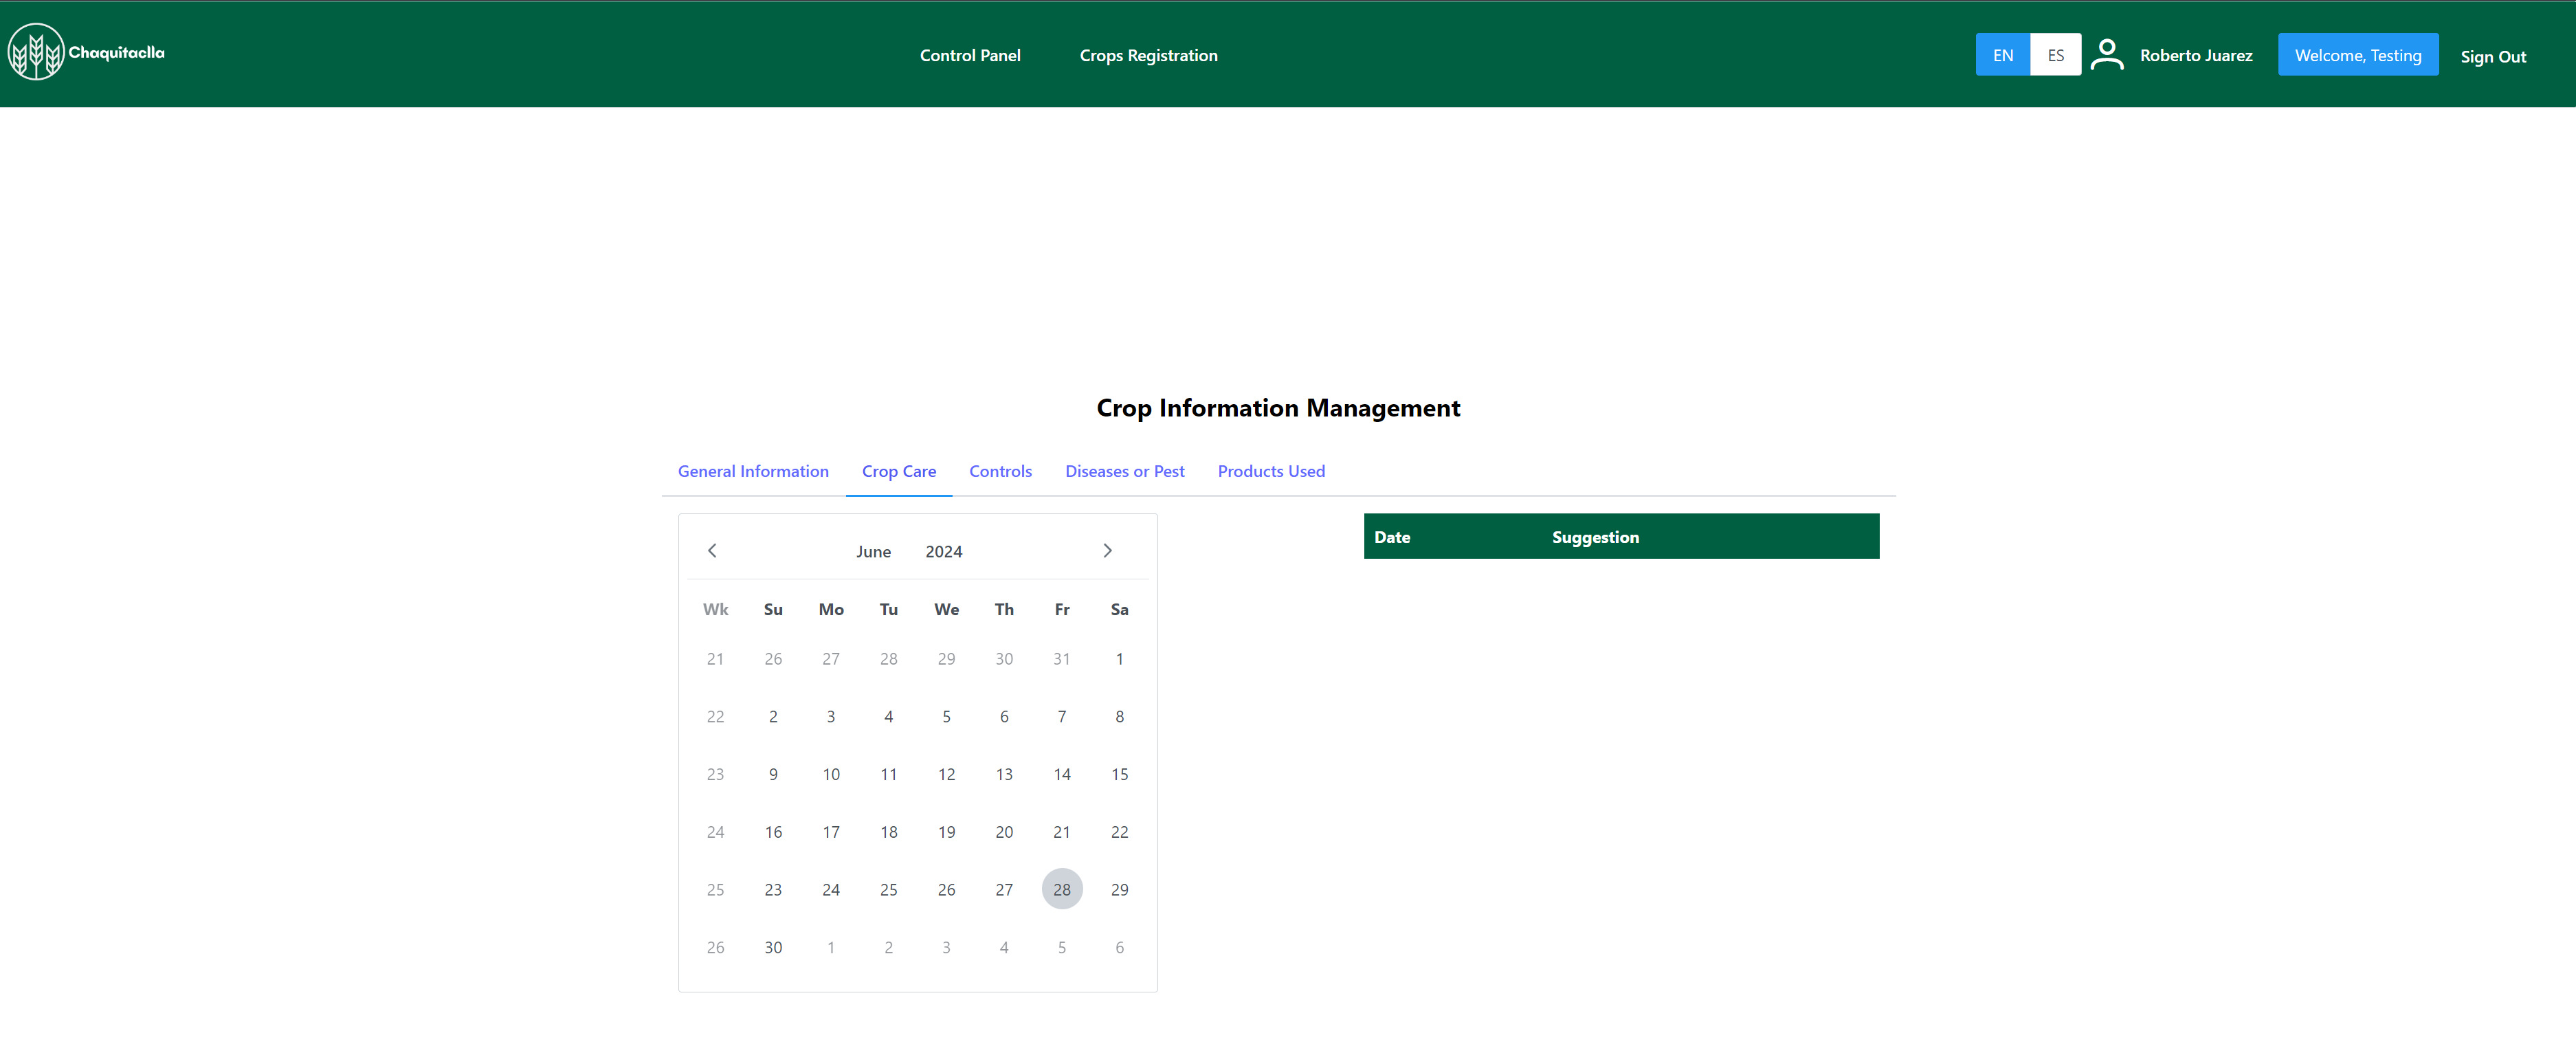 Chaquitaclla
Control Panel Crops Registration
EN ES Roberto Juarez Welcome, Testing Sign Out
Crop Information Management
General Information Crop Care Controls Diseases or Pest Products Used
June 2024
Wk Su Mo Tu We Th Fr Sa
21 26 27 28 29 30 31 1
22 2 3 4 5 6 7 8
23 9 10 11 12 13 14 15
24 16 17 18 19 20 21 22
25 23 24 25 26 27 28 29
26 30 1 2 3 4 5 6
Date Suggestion